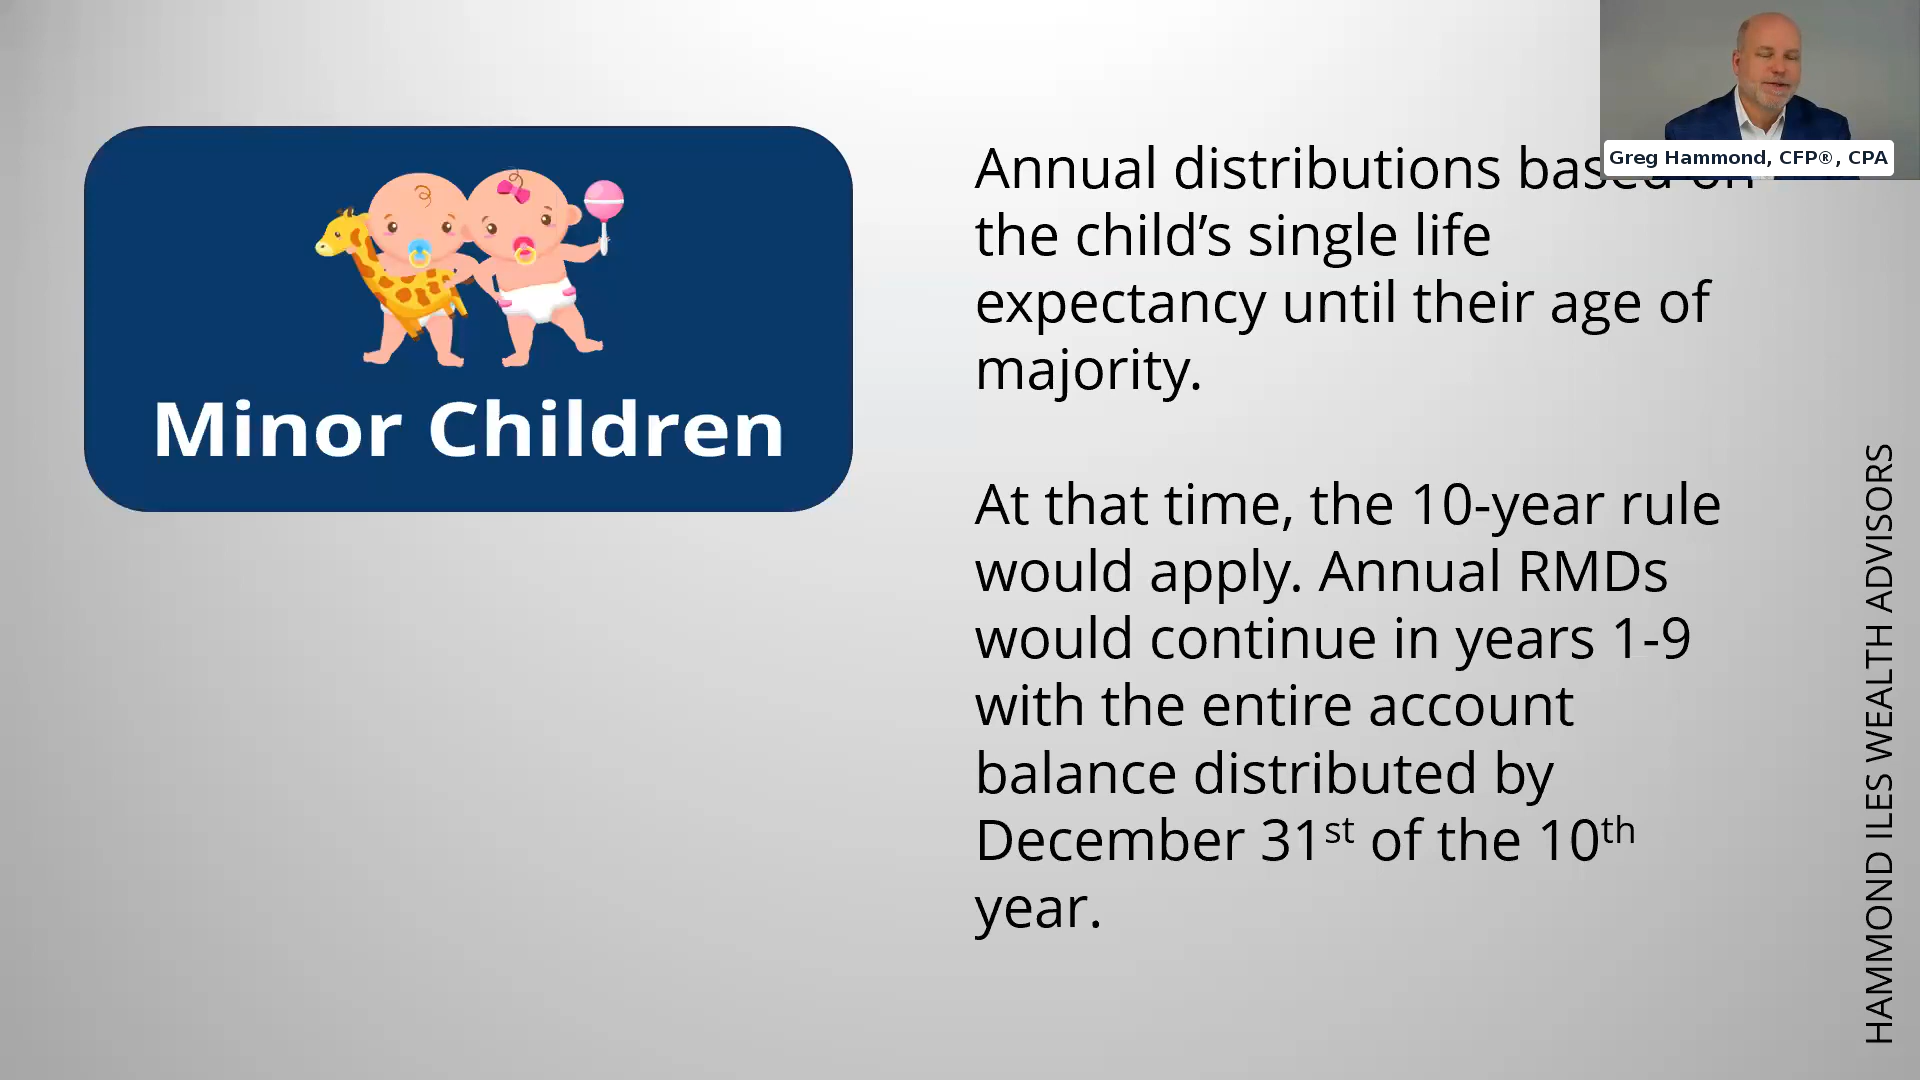 Greg Hammond, CFP®, CPA
Minor Children
Annual distributions based on
the child’s single life
expectancy until their age of
majority.
At that time, the 10-year rule
would apply. Annual RMDs
would continue in years 1-9
with the entire account
balance distributed by
December 31st of the 10th
year.
HAMMOND ILES WEALTH ADVISORS